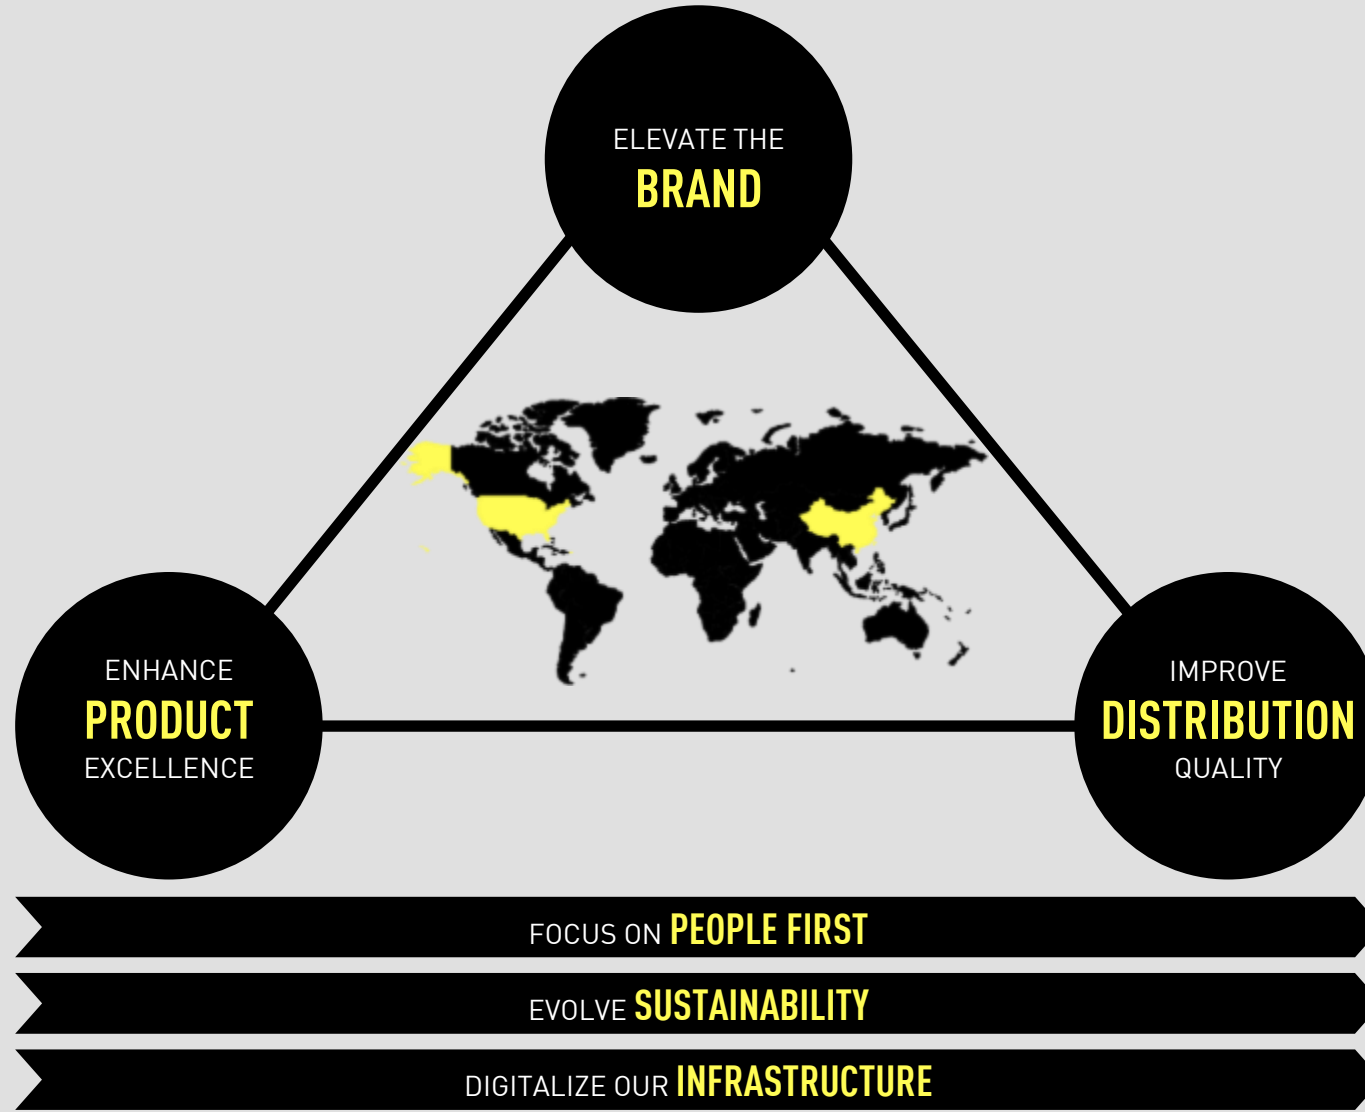 ELEVATE THE
BRAND
ENHANCE
PRODUCT
EXCELLENCE
IMPROVE
DISTRIBUTION
QUALITY
FOCUS ON PEOPLE FIRST
EVOLVE SUSTAINABILITY
DIGITALIZE OUR INFRASTRUCTURE